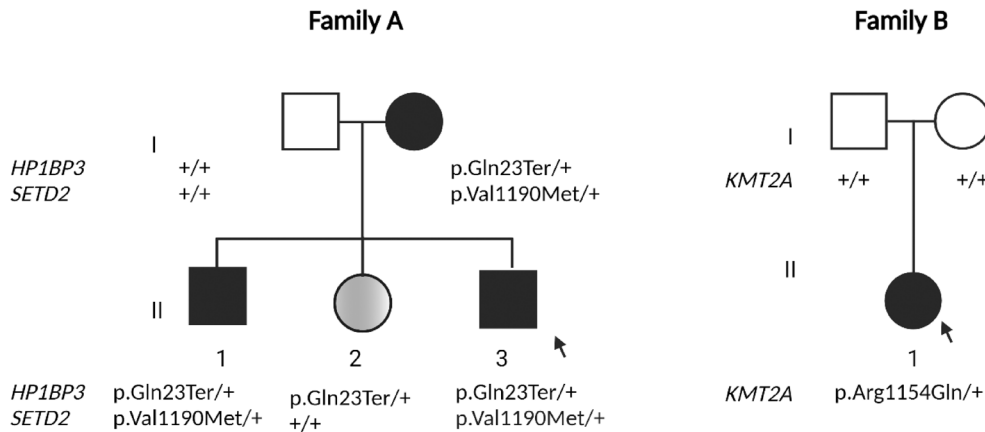 Family A
Family B
I
I
HP1BP3 +/+ p.Gln23Ter/+
SETD2 +/+ p.Val1190Met/+
KMT2A +/+ +/+
II
II
1 2 3
1
HP1BP3 p.Gln23Ter/+ p.Gln23Ter/+ p.Gln23Ter/+
SETD2 p.Val1190Met/+ +/+ p.Val1190Met/+
KMT2A p.Arg1154Gln/+